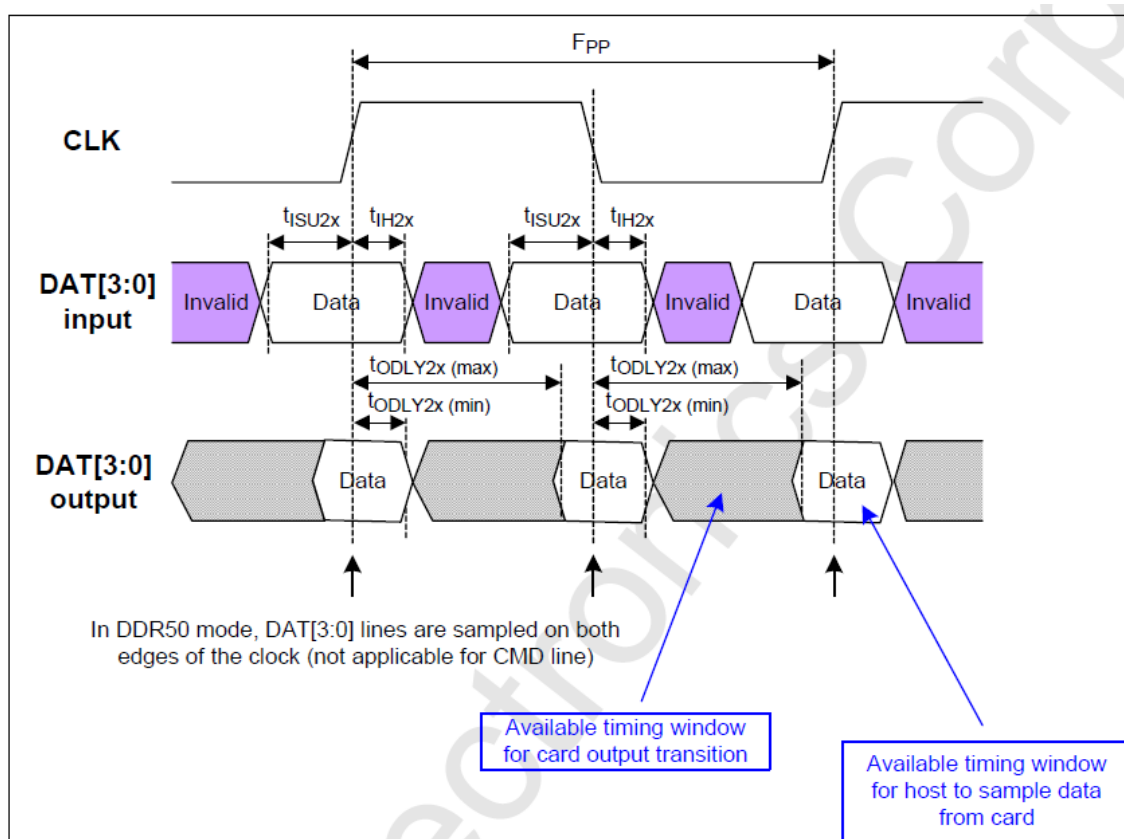 FPP
CLK
tISU2x tIH2x tISU2x tIH2x
DAT[3:0]
input
Invalid Data Invalid Data Invalid Data Invalid
tODLY2x (max) tODLY2x (max)
tODLY2x (min) tODLY2x (min)
DAT[3:0]
output
Data Data Data
In DDR50 mode, DAT[3:0] lines are sampled on both
edges of the clock (not applicable for CMD line)
Available timing window
for card output transition
Available timing window
for host to sample data
from card
ectronics Corp